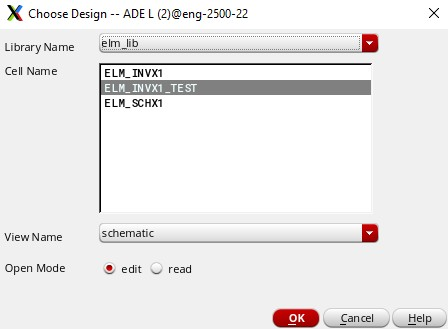 Choose Design -- ADE L (2)@eng-2500-22
Library Name
elm_lib
Cell Name
ELM_INVX1
ELM_INVX1_TEST
ELM_SCHX1
View Name
schematic
Open Mode
edit
read
OK
Cancel
Help